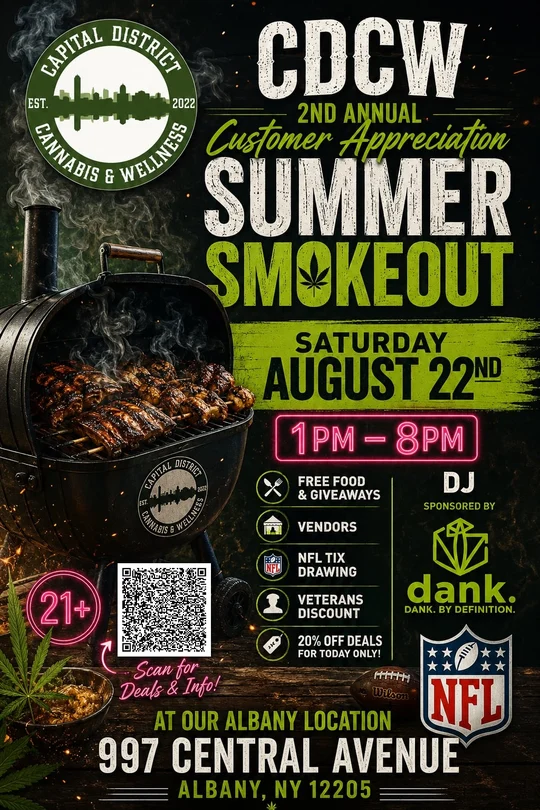 CAPITAL DISTRICT
EST. 2022
CANNABIS & WELLNESS
CDCW
2ND ANNUAL
Customer Appreciation
SUMMER
SMOKEOUT
SATURDAY
AUGUST 22ND
1PM – 8PM
CAPITAL DISTRICT
EST. 2022
CANNABIS & WELLNESS
FREE FOOD
& GIVEAWAYS
VENDORS
NFL
NFL TIX
DRAWING
VETERANS
DISCOUNT
20% OFF DEALS
FOR TODAY ONLY!
DJ
SPONSORED BY
dank.
DANK. BY DEFINITION.
21+
Scan for
Deals & Info!
Wilson
NFL
AT OUR ALBANY LOCATION
997 CENTRAL AVENUE
ALBANY, NY 12205